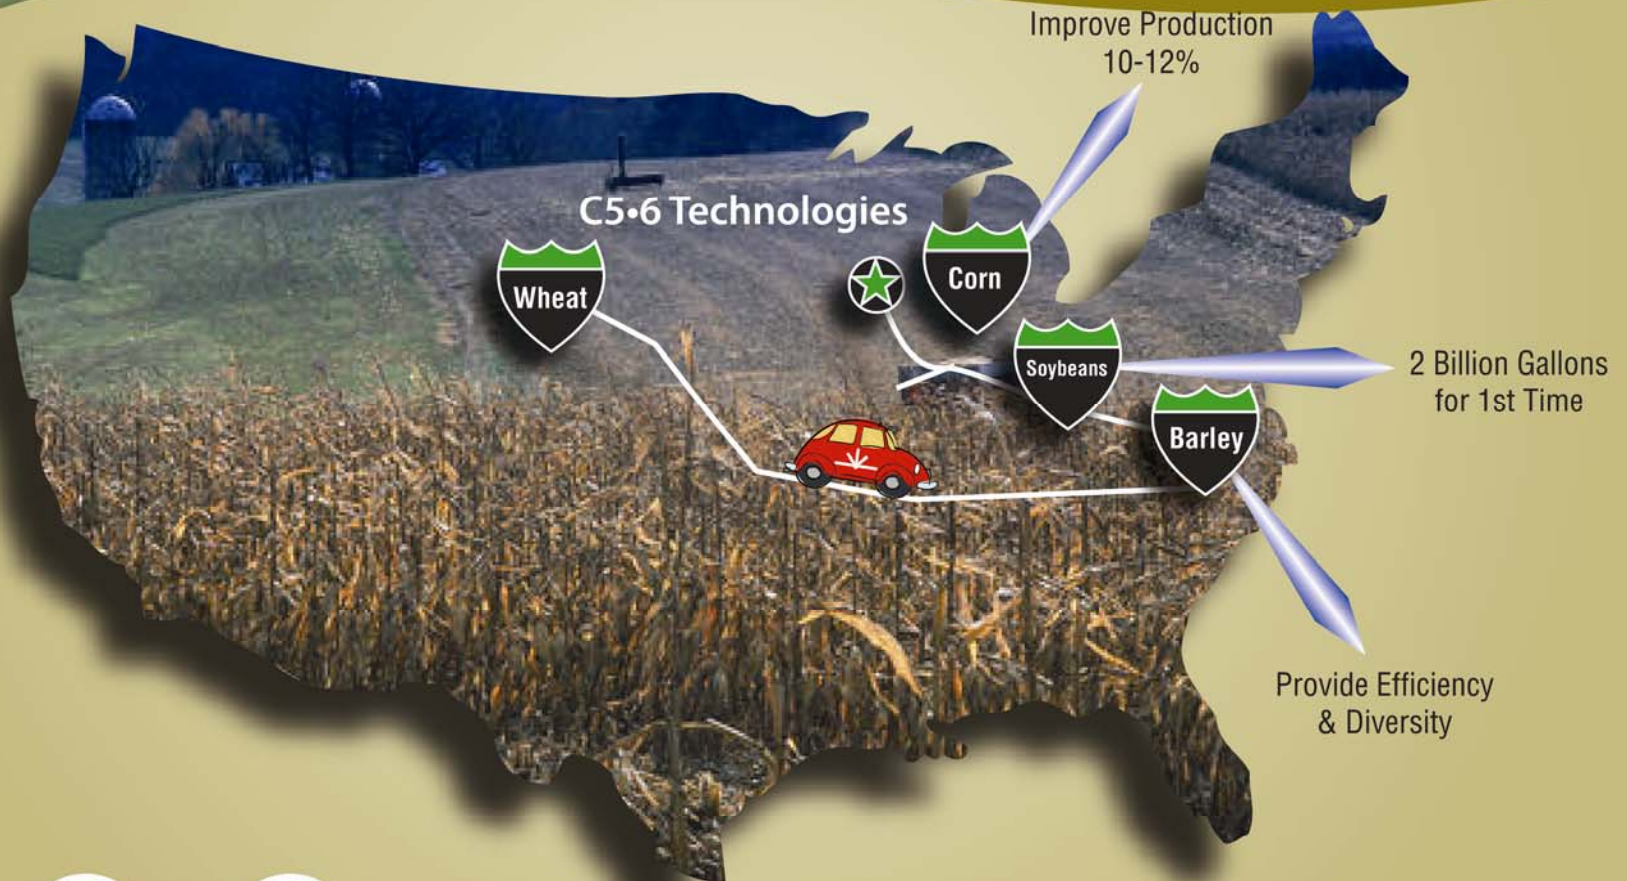 Improve Production
10-12%
C5•6 Technologies
Wheat
Corn
Soybeans
2 Billion Gallons
for 1st Time
Barley
Provide Efficiency
& Diversity